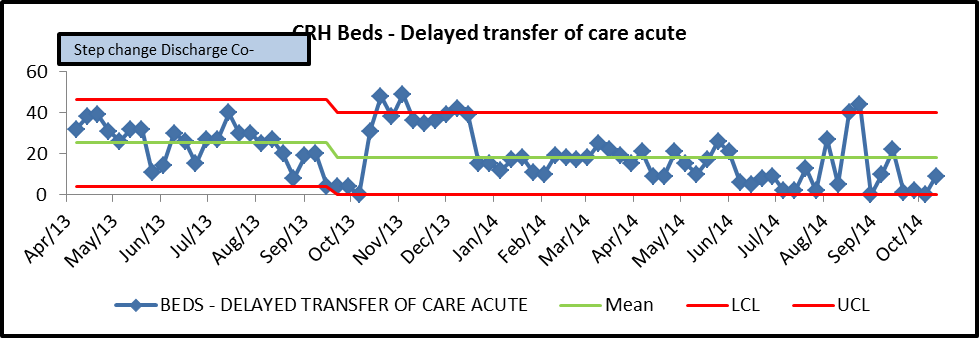 CRH Beds - Delayed transfer of care acute
Step change Discharge Co-
60
40
20
0
Apr/13
May/13
Jun/13
Jul/13
Aug/13
Sep/13
Oct/13
Nov/13
Dec/13
Jan/14
Feb/14
Mar/14
Apr/14
May/14
Jun/14
Jul/14
Aug/14
Sep/14
Oct/14
BEDS - DELAYED TRANSFER OF CARE ACUTE Mean LCL UCL